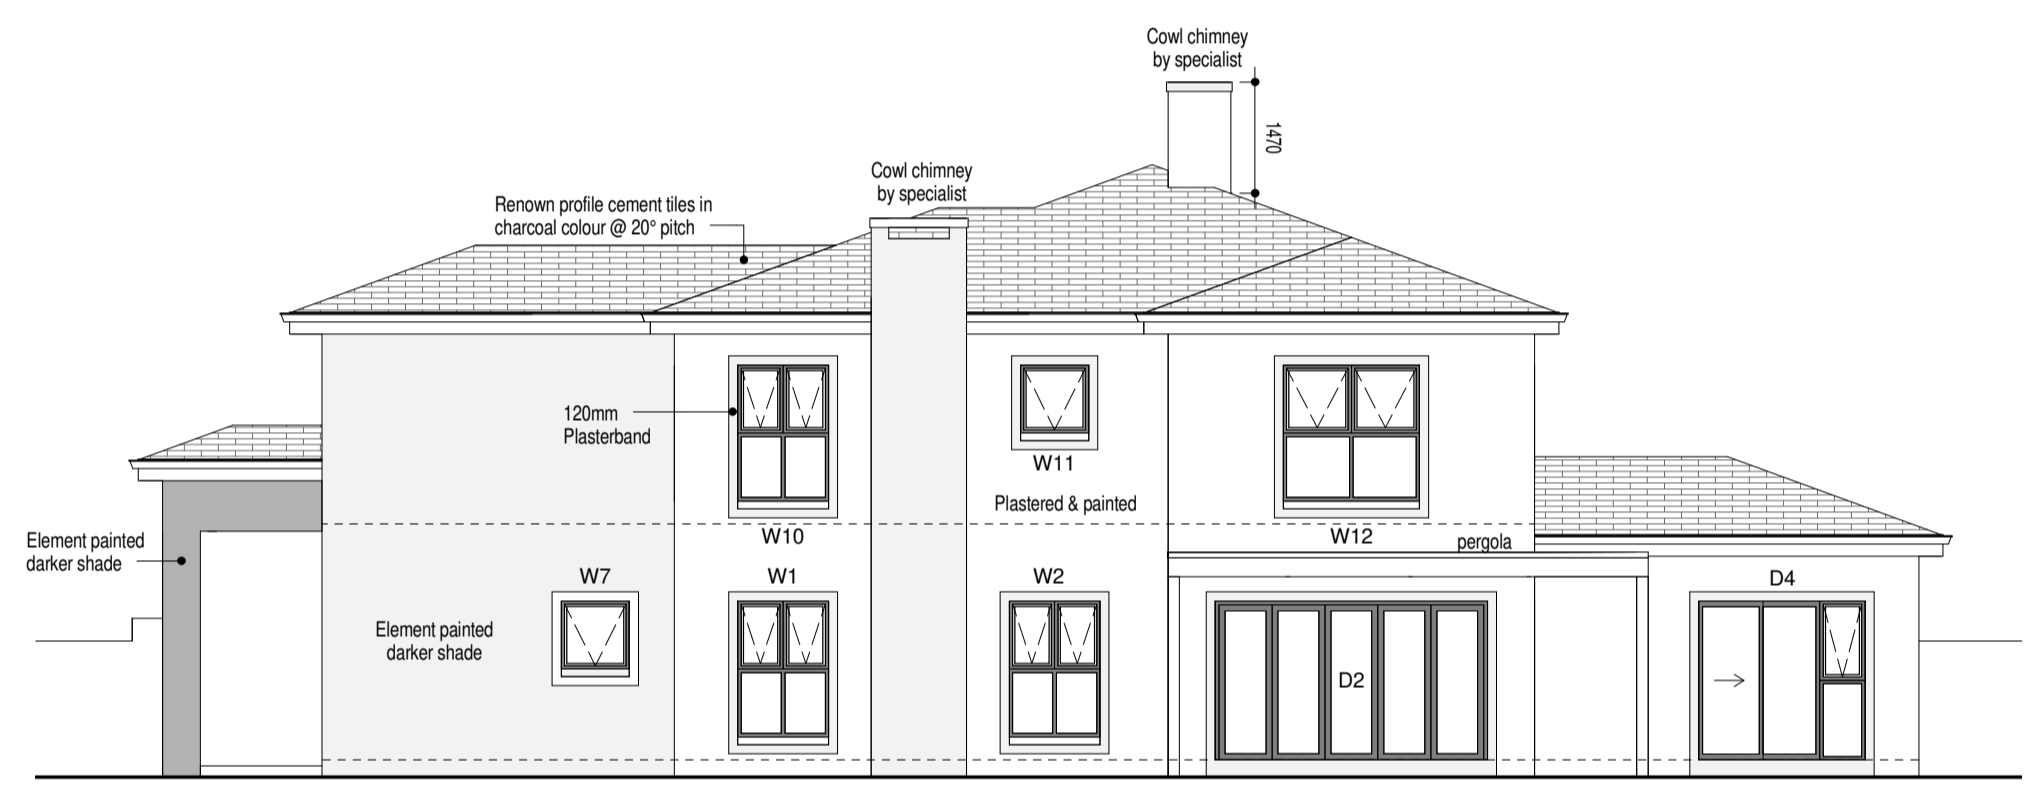 Cowl chimney
by specialist
1470
Cowl chimney
by specialist
Renown profile cement tiles in
charcoal colour @ 20° pitch
120mm
Plasterband
W11
Plastered & painted
W10
W12
pergola
Element painted
darker shade
W7
W1
W2
D4
Element painted
darker shade
D2